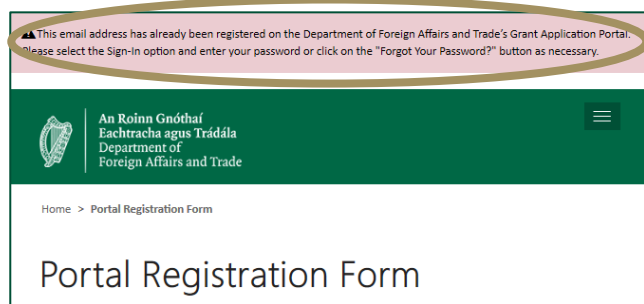 This email address has already been registered on the Department of Foreign Affairs and Trade's Grant Application Portal.
Please select the Sign-In option and enter your password or click on the "Forgot Your Password?" button as necessary.
An Roinn Gnóthaí
Eachtracha agus Trádála
Department of
Foreign Affairs and Trade
Home > Portal Registration Form
Portal Registration Form